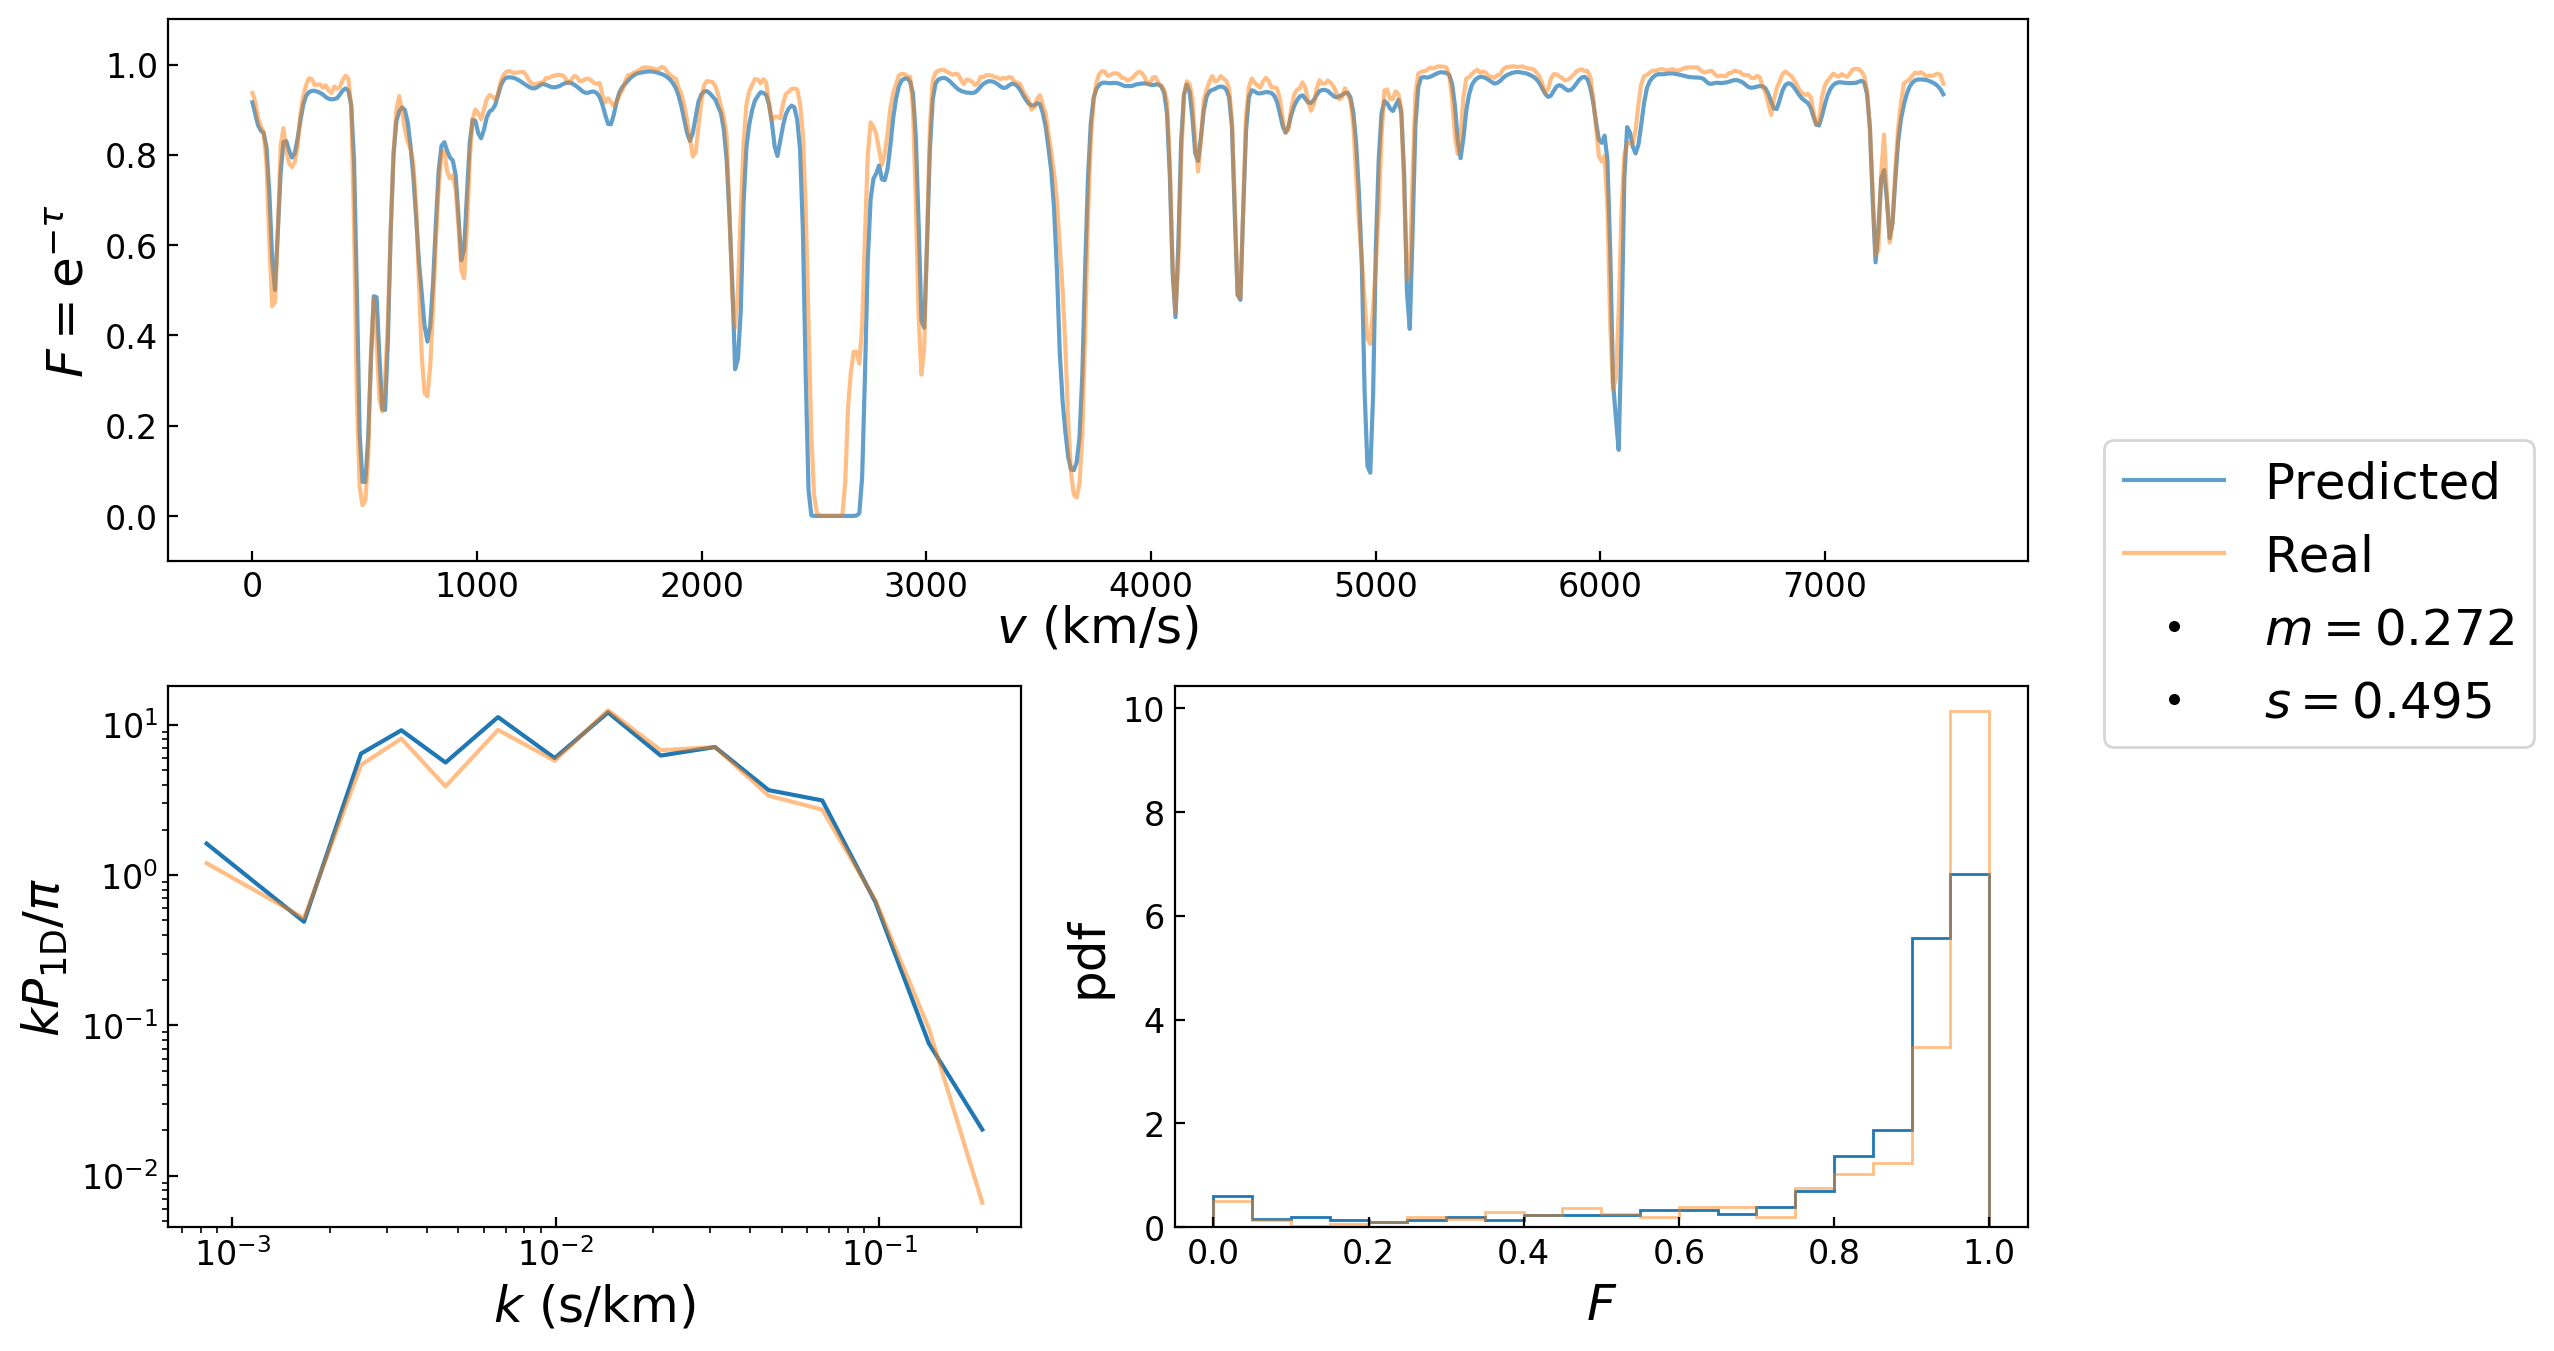 F = e^{−τ}
1.0
0.8
0.6
0.4
0.2
0.0
0 1000 2000 3000 4000 5000 6000 7000
v (km/s)
Predicted
Real
m = 0.272
s = 0.495
kP_{1D}/π
10^1
10^0
10^{−1}
10^{−2}
10^{−3} 10^{−2} 10^{−1}
k (s/km)
pdf
10
8
6
4
2
0
0.0 0.2 0.4 0.6 0.8 1.0
F